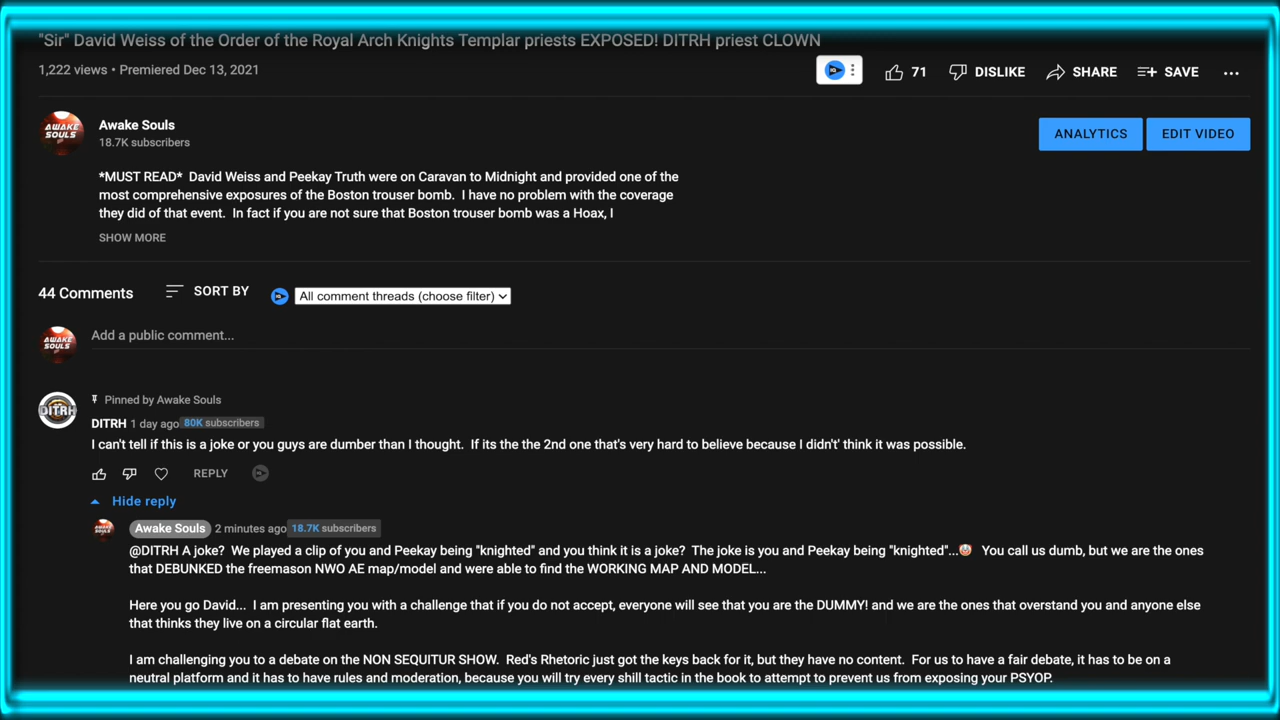 "Sir" David Weiss of the Order of the Royal Arch Knights Templar priests EXPOSED! DITRH priest CLOWN
1,222 views • Premiered Dec 13, 2021
71 DISLIKE SHARE SAVE ...
AWAKE SOULS
Awake Souls
18.7K subscribers
ANALYTICS EDIT VIDEO
*MUST READ* David Weiss and Peekay Truth were on Caravan to Midnight and provided one of the
most comprehensive exposures of the Boston trouser bomb. I have no problem with the coverage
they did of that event. In fact if you are not sure that Boston trouser bomb was a Hoax, I
SHOW MORE
44 Comments SORT BY All comment threads (choose filter)
AWAKE SOULS
Add a public comment...
Pinned by Awake Souls
DITRH
DITRH 1 day ago 80K subscribers
I can't tell if this is a joke or you guys are dumber than I thought. If its the the 2nd one that's very hard to believe because I didn't' think it was possible.
REPLY
Hide reply
Awake Souls 2 minutes ago 18.7K subscribers
@DITRH A joke? We played a clip of you and Peekay being "knighted" and you think it is a joke? The joke is you and Peekay being "knighted"...🤡 You call us dumb, but we are the ones
that DEBUNKED the freemason NWO AE map/model and were able to find the WORKING MAP AND MODEL...
Here you go David... I am presenting you with a challenge that if you do not accept, everyone will see that you are the DUMMY! and we are the ones that overstand you and anyone else
that thinks they live on a circular flat earth.
I am challenging you to a debate on the NON SEQUITUR SHOW. Red's Rhetoric just got the keys back for it, but they have no content. For us to have a fair debate, it has to be on a
neutral platform and it has to have rules and moderation, because you will try every shill tactic in the book to attempt to prevent us from exposing your PSYOP.